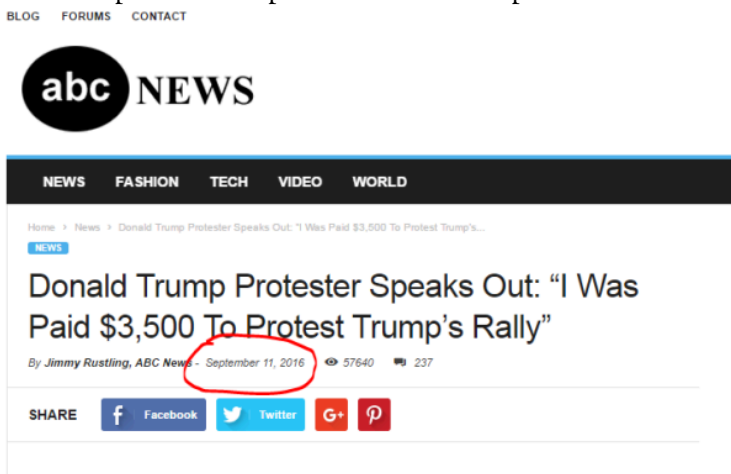 BLOG FORUMS CONTACT
abc NEWS
NEWS FASHION TECH VIDEO WORLD
Home > News > Donald Trump Protester Speaks Out: "I Was Paid $3,500 To Protest Trump's...
NEWS
Donald Trump Protester Speaks Out: “I Was
Paid $3,500 To Protest Trump’s Rally”
By Jimmy Rustling, ABC News - September 11, 2016 57640 237
SHARE f Facebook Twitter G+ P